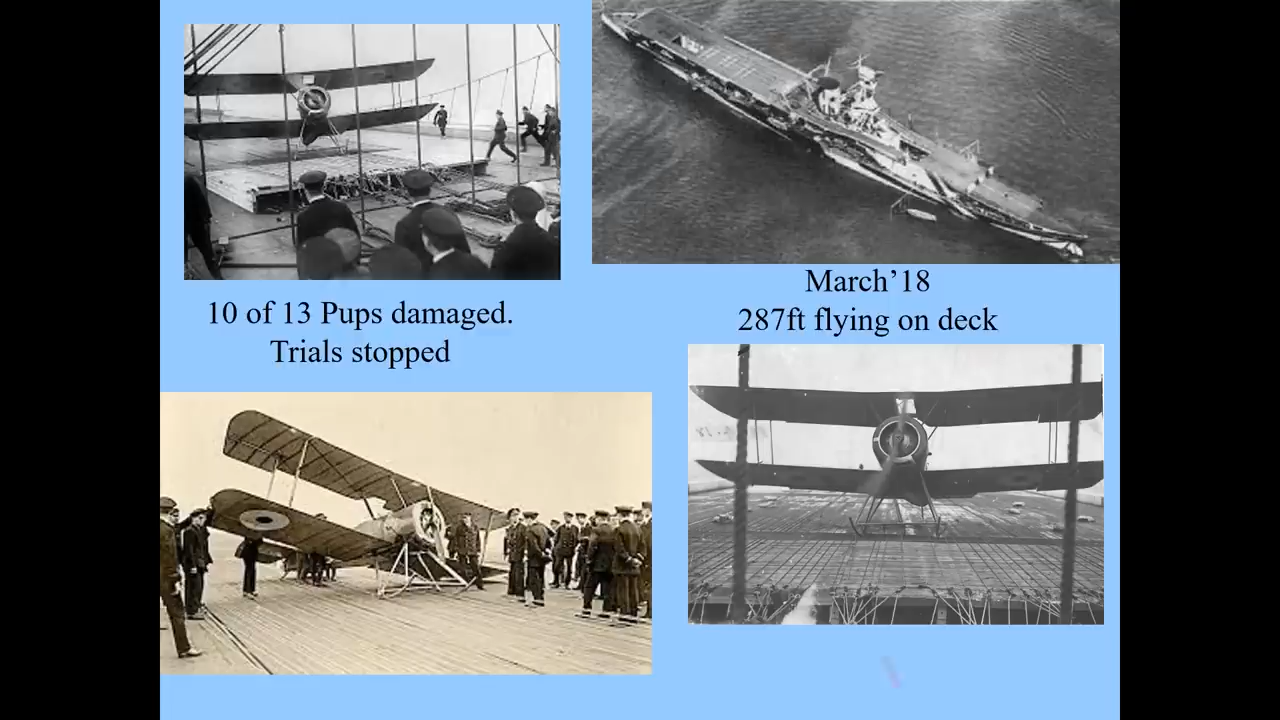 10 of 13 Pups damaged.
Trials stopped
March’18
287ft flying on deck